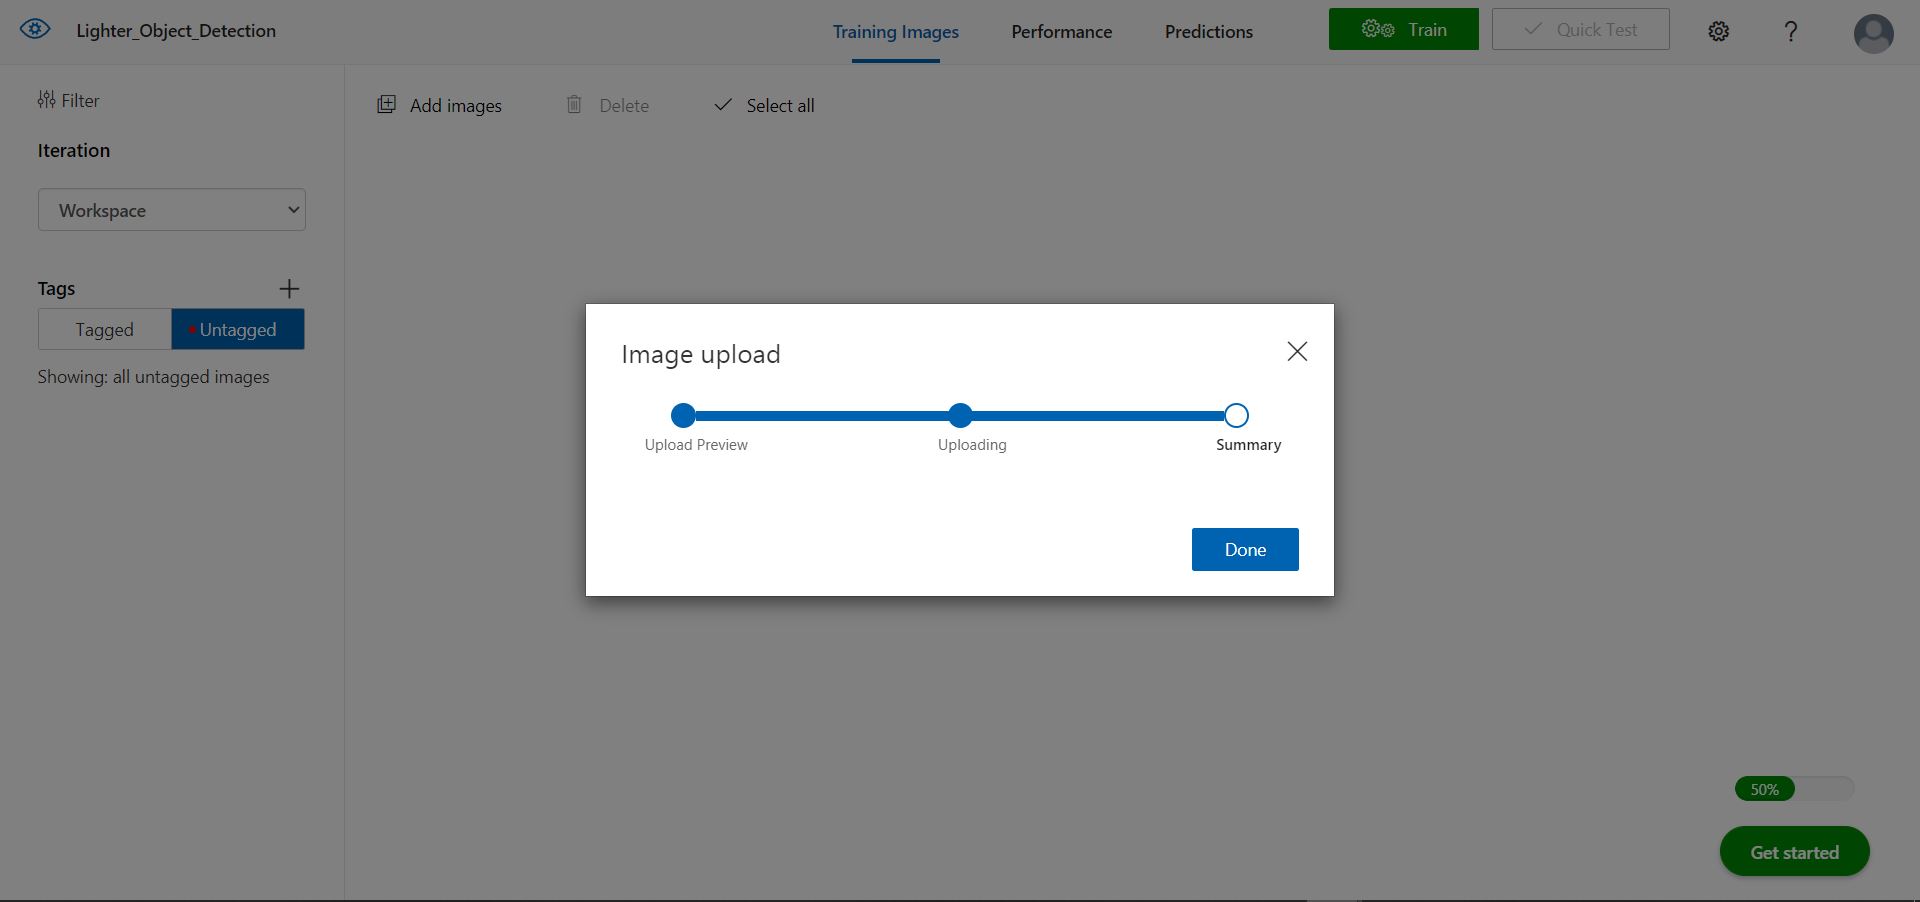 Lighter_Object_Detection
Training Images
Performance
Predictions
Train
Quick Test
?
Filter
Add images
Delete
Select all
Iteration
Workspace
Tags
Tagged
Untagged
Showing: all untagged images
Image upload
Upload Preview
Uploading
Summary
Done
50%
Get started